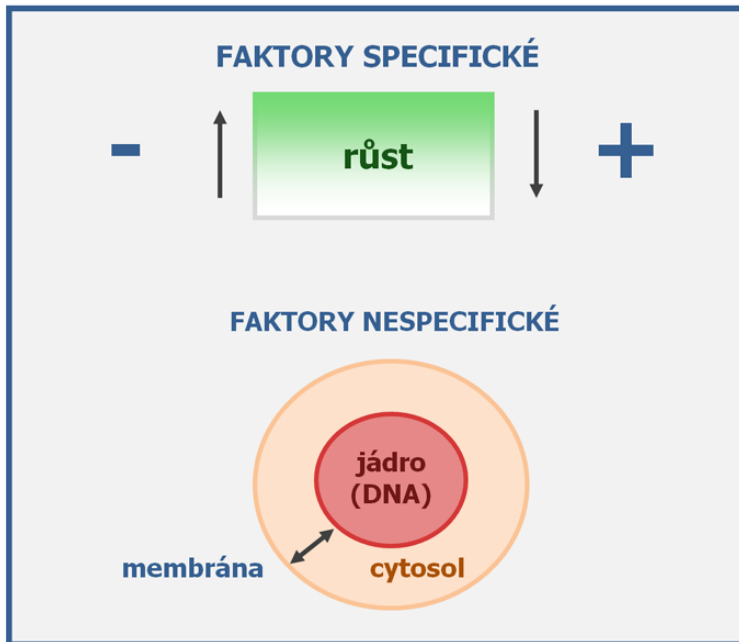 FAKTORY SPECIFICKÉ
- růst +
FAKTORY NESPECIFICKÉ
jádro
(DNA)
membrána cytosol